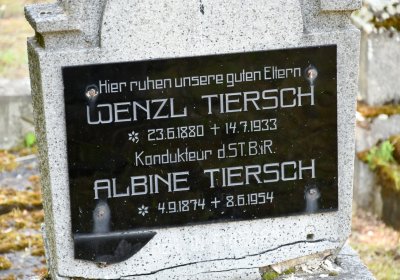 Hier ruhen unsere guten Eltern
WENZL TIERSCH
* 23.6.1880 + 14.7.1933
Kondukteur d.ST.B.i.R.
ALBINE TIERSCH
* 4.9.1874 + 8.6.1954